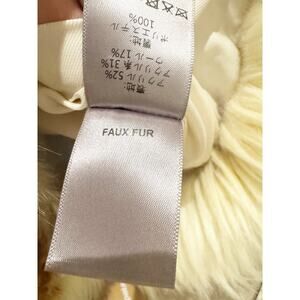 表地:
アクリル 52%
アクリル系 31%
ウール 17%
裏地:
ポリエステル
100%
FAUX FUR